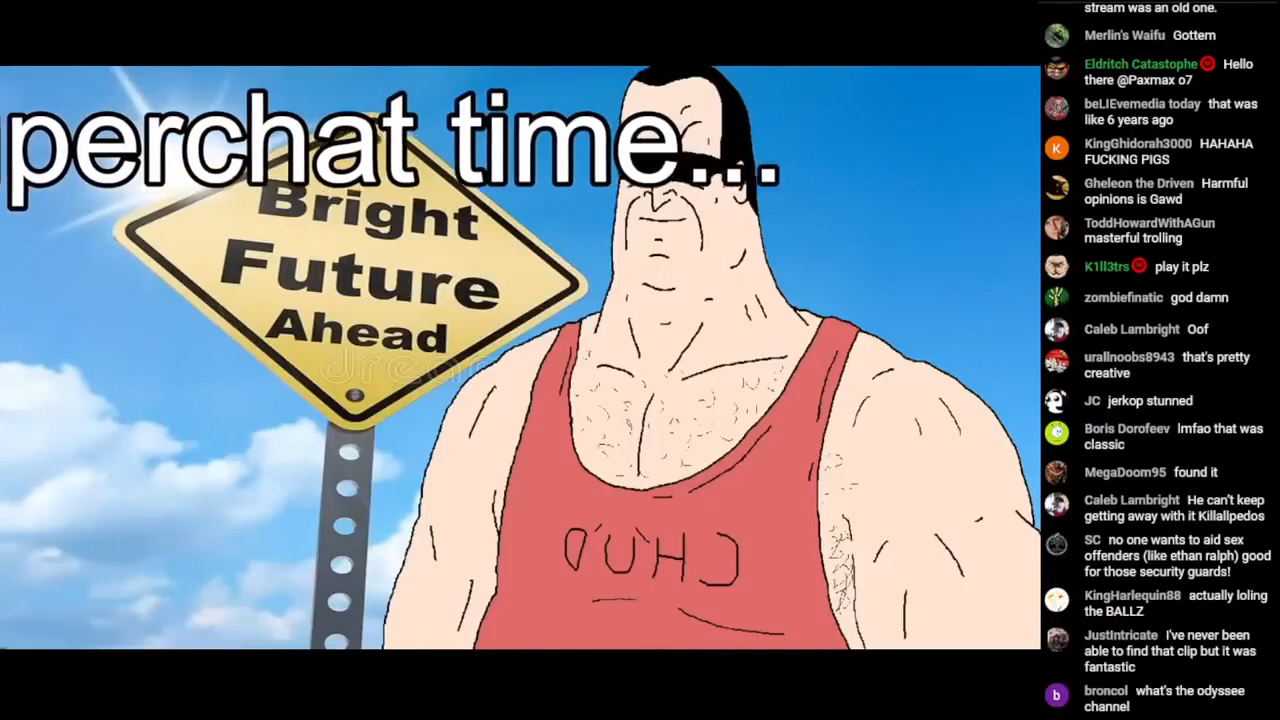 perchat time...
Bright
Future
Ahead
dream
CHUD
stream was an old one.
Merlin's Waifu Gottem
Eldritch Catastophe Hello
there @Paxmax o7
beLIEvemedia today that was
like 6 years ago
K
KingGhidorah3000 HAHAHA
FUCKING PIGS
Gheleon the Driven Harmful
opinions is Gawd
ToddHowardWithAGun
masterful trolling
K1ll3trs play it plz
zombiefinatic god damn
Caleb Lambright Oof
urallnoobs8943 that's pretty
creative
JC jerkop stunned
Boris Dorofeev lmfao that was
classic
MegaDoom95 found it
Caleb Lambright He can't keep
getting away with it Killallpedos
SC no one wants to aid sex
offenders (like ethan ralph) good
for those security guards!
KingHarlequin88 actually loling
the BALLZ
JustIntricate I've never been
able to find that clip but it was
fantastic
b
broncol what's the odyssee
channel